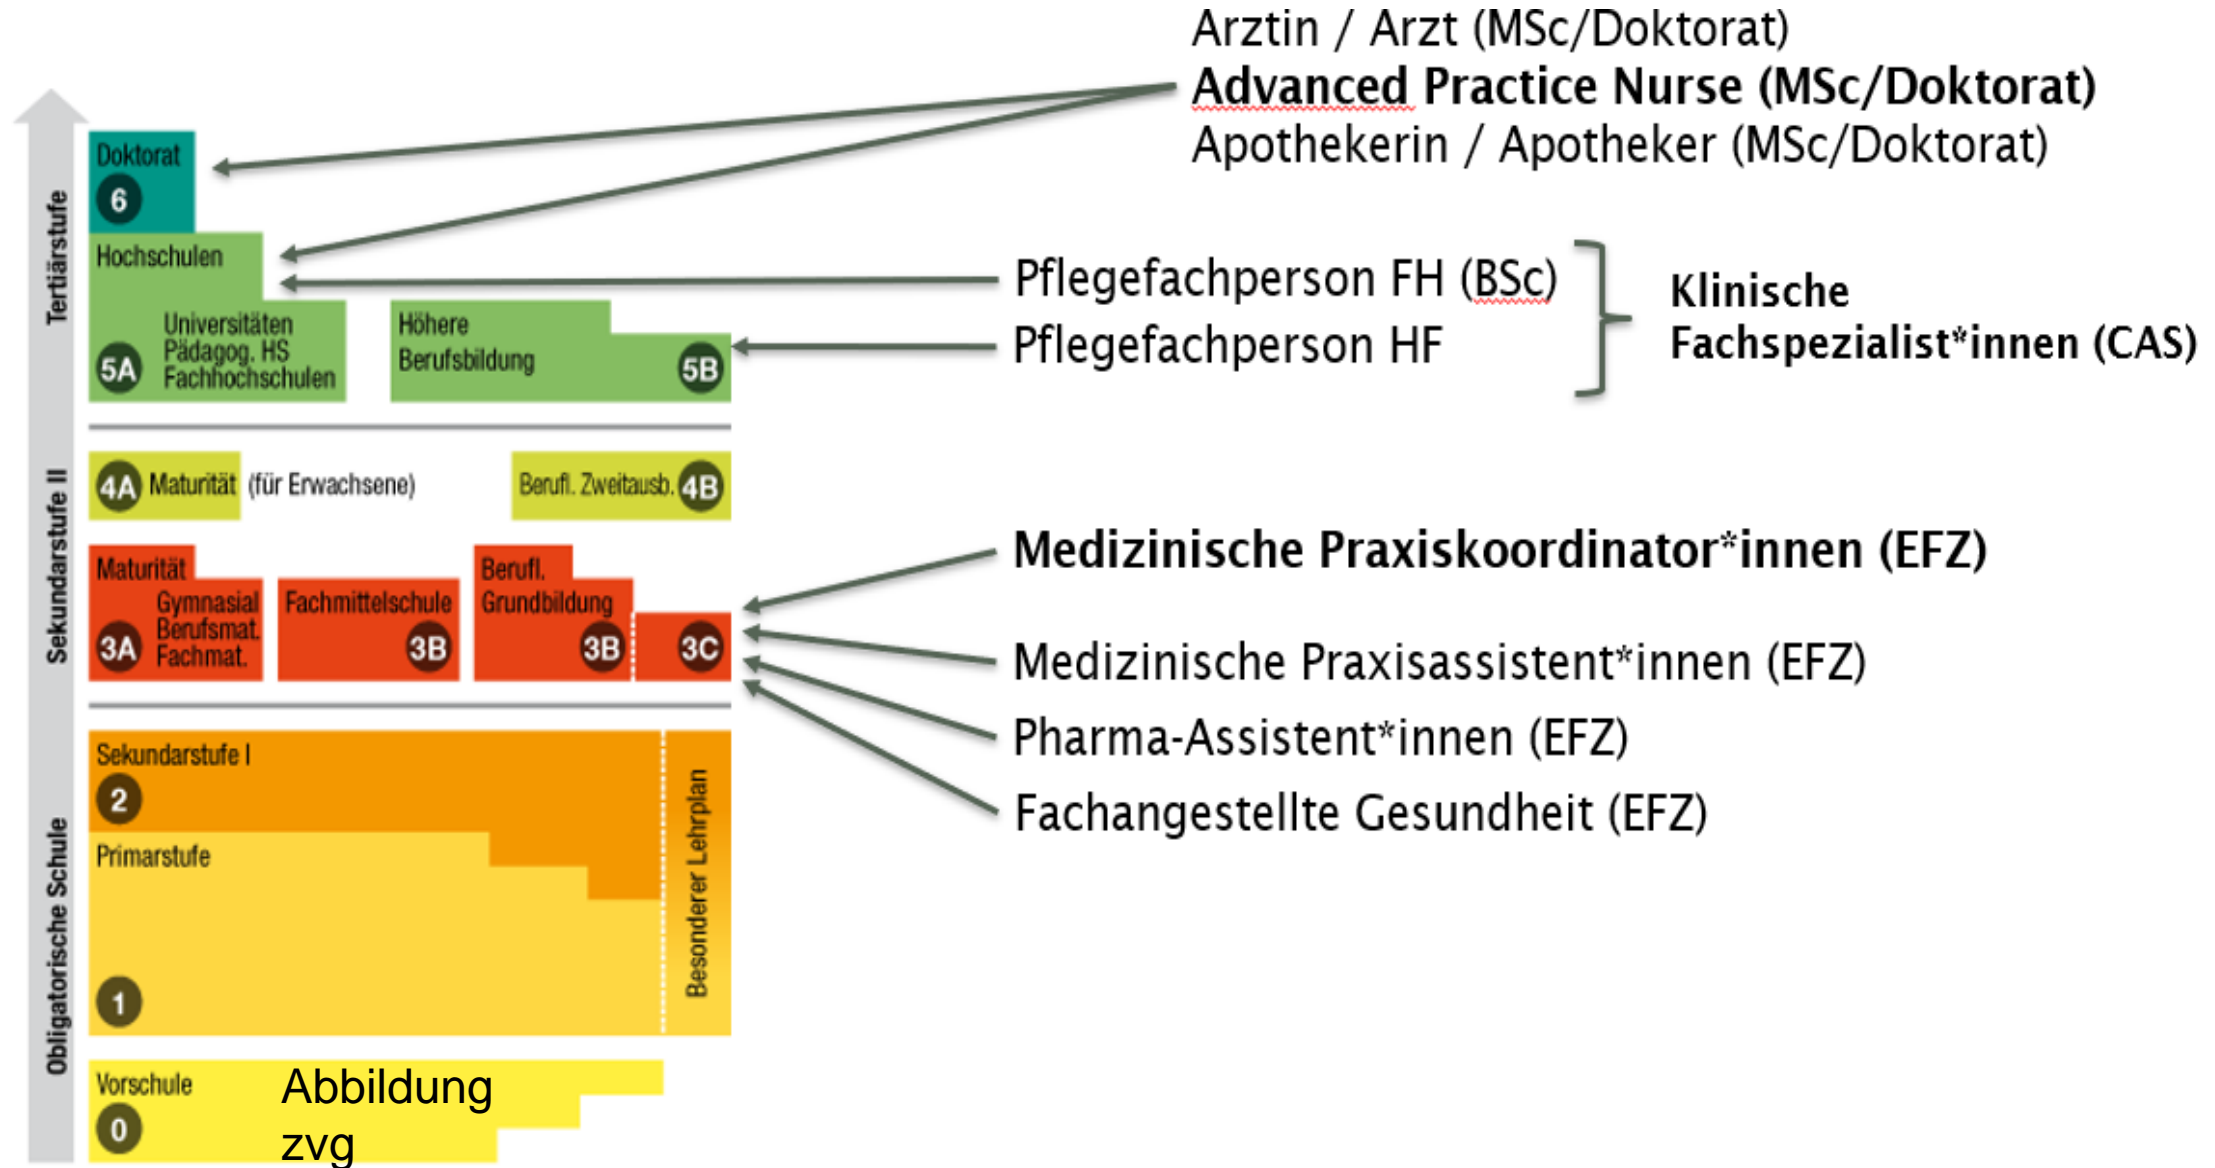 Arztin / Arzt (MSc/Doktorat)
Advanced Practice Nurse (MSc/Doktorat)
Apothekerin / Apotheker (MSc/Doktorat)
Tertiärstufe
Doktorat
6
Hochschulen
Universitäten
Pädagog. HS
Fachhochschulen
5A
Höhere
Berufsbildung
5B
Pflegefachperson FH (BSc)
Pflegefachperson HF
Klinische
Fachspezialist*innen (CAS)
Sekundarstufe II
4A Maturität (für Erwachsene)
Berufl. Zweitausb. 4B
Maturität
Gymnasial
Berufsmat.
Fachmat.
3A
Fachmittelschule
3B
Berufl.
Grundbildung
3B
3C
Medizinische Praxiskoordinator*innen (EFZ)
Medizinische Praxisassistent*innen (EFZ)
Pharma-Assistent*innen (EFZ)
Fachangestellte Gesundheit (EFZ)
Obligatorische Schule
Sekundarstufe I
2
Primarstufe
1
Besonderer Lehrplan
Vorschule
0
Abbildung
zvg